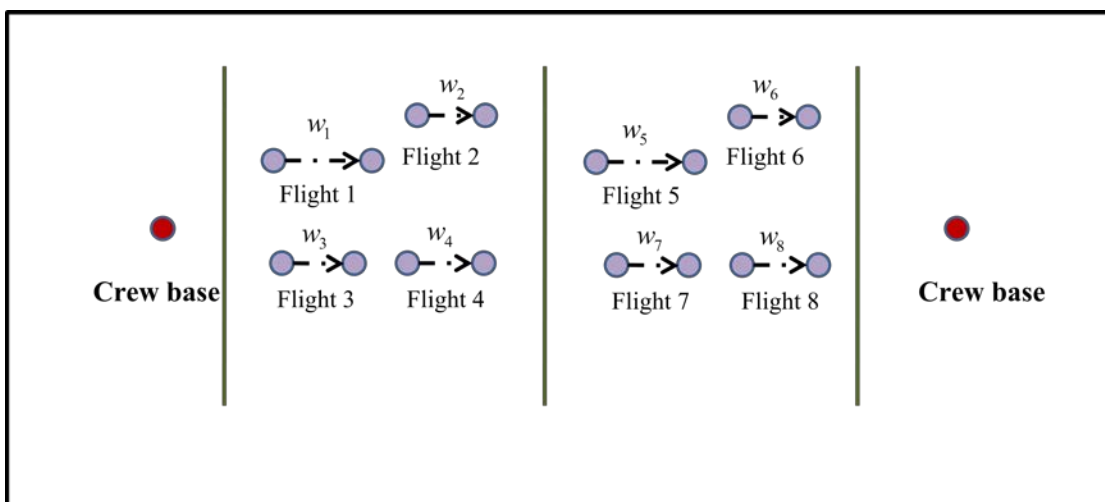 w₂
w₆
w₁
w₅
Flight 2
Flight 6
Flight 1
Flight 5
w₃
w₄
w₇
w₈
Crew base
Flight 3
Flight 4
Flight 7
Flight 8
Crew base